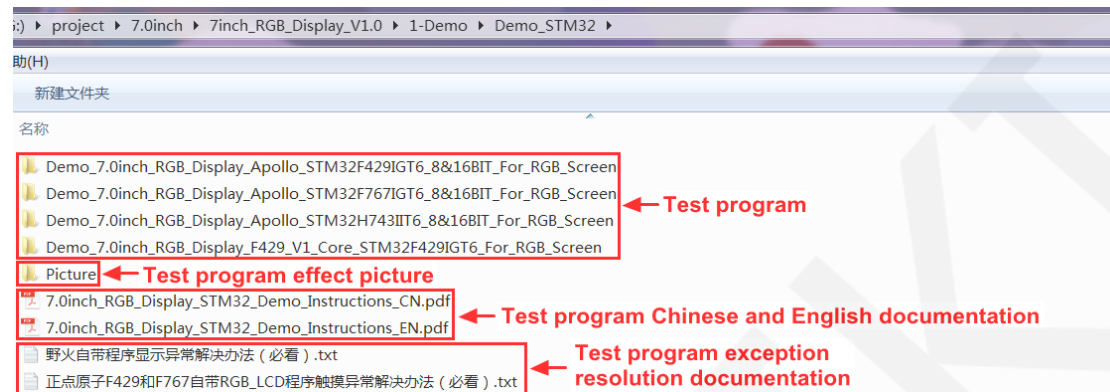 :) ▸ project ▸ 7.0inch ▸ 7inch_RGB_Display_V1.0 ▸ 1-Demo ▸ Demo_STM32 ▸
助(H)
新建文件夹
名称
Demo_7.0inch_RGB_Display_Apollo_STM32F429IGT6_8&16BIT_For_RGB_Screen
Demo_7.0inch_RGB_Display_Apollo_STM32F767IGT6_8&16BIT_For_RGB_Screen
Test program
Demo_7.0inch_RGB_Display_Apollo_STM32H743IIT6_8&16BIT_For_RGB_Screen
Demo_7.0inch_RGB_Display_F429_V1_Core_STM32F429IGT6_For_RGB_Screen
Picture Test program effect picture
7.0inch_RGB_Display_STM32_Demo_Instructions_CN.pdf
Test program Chinese and English documentation
7.0inch_RGB_Display_STM32_Demo_Instructions_EN.pdf
野火自带程序显示异常解决办法（必看）.txt
Test program exception
resolution documentation
正点原子F429和F767自带RGB_LCD程序触摸异常解决办法（必看）.txt